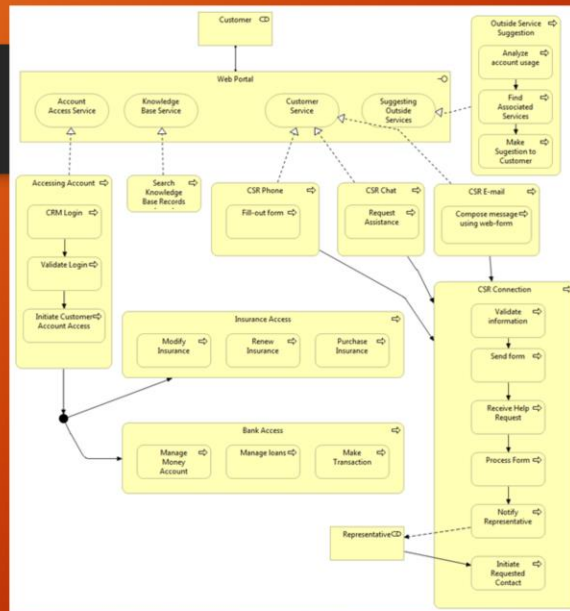 Customer
Web Portal
Account
Access Service
Knowledge
Base Service
Customer
Service
Suggesting
Outside
Services
Outside Service
Suggestion
Analyze
account usage
Find
Associated
Services
Make
Sugestion to
Customer
Accessing Account
CRM Login
Validate Login
Initiate Customer
Account Access
Search
Knowledge
Base Records
CSR Phone
Fill-out form
CSR Chat
Request
Assistance
CSR E-mail
Compose message
using web-form
CSR Connection
Validate
information
Send form
Receive Help
Request
Process Form
Notify
Representative
Initiate
Requested
Contact
Insurance Access
Modify
Insurance
Renew
Insurance
Purchase
Insurance
Bank Access
Manage
Money
Account
Manage loans
Make
Transaction
Representative